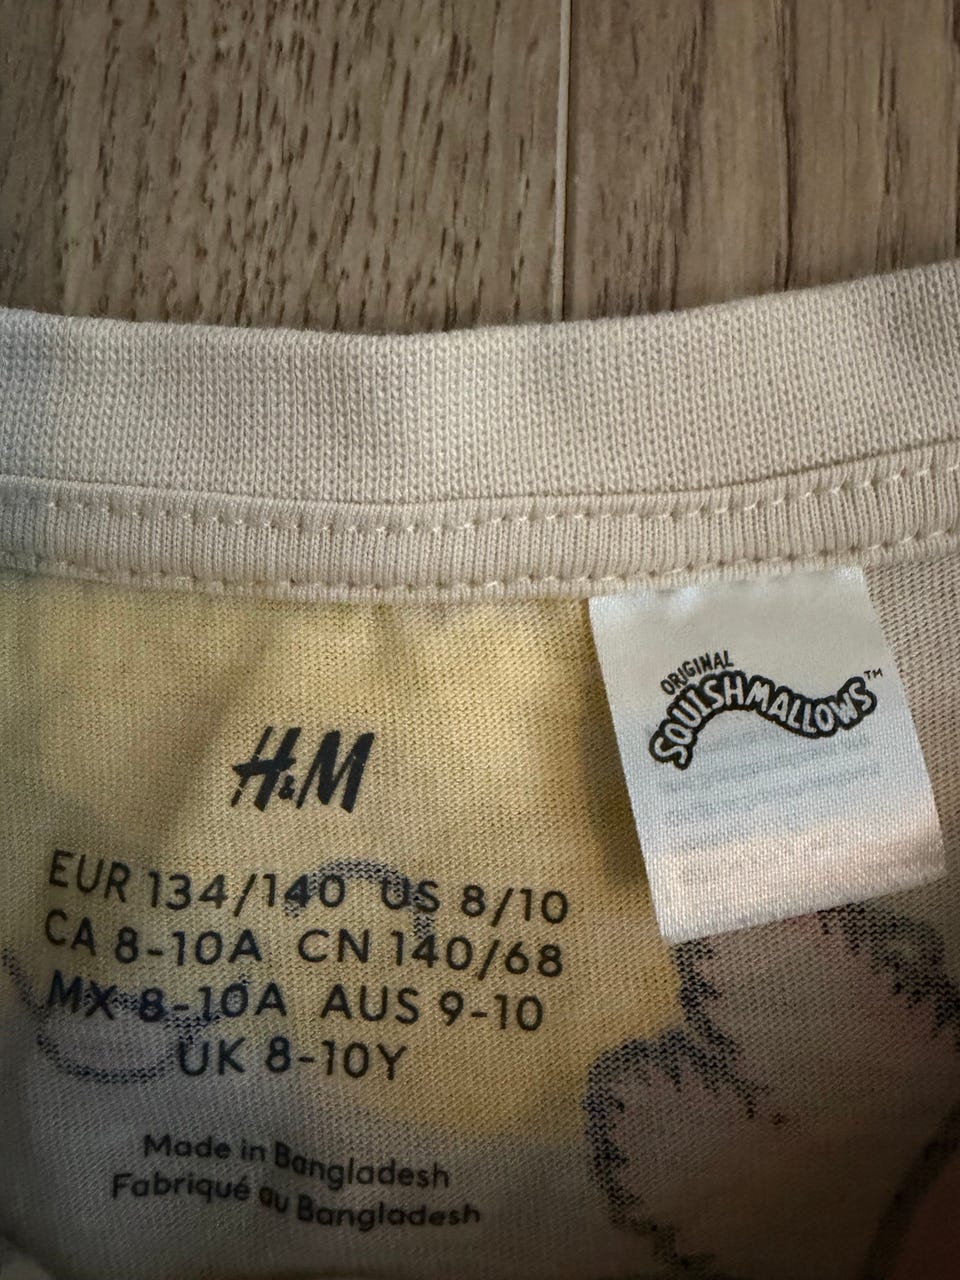 ORIGINAL
SQUISHMALLOWS™
H&M
EUR 134/140 US 8/10
CA 8-10A CN 140/68
MX 8-10A AUS 9-10
UK 8-10Y
Made in Bangladesh
Fabriqué au Bangladesh